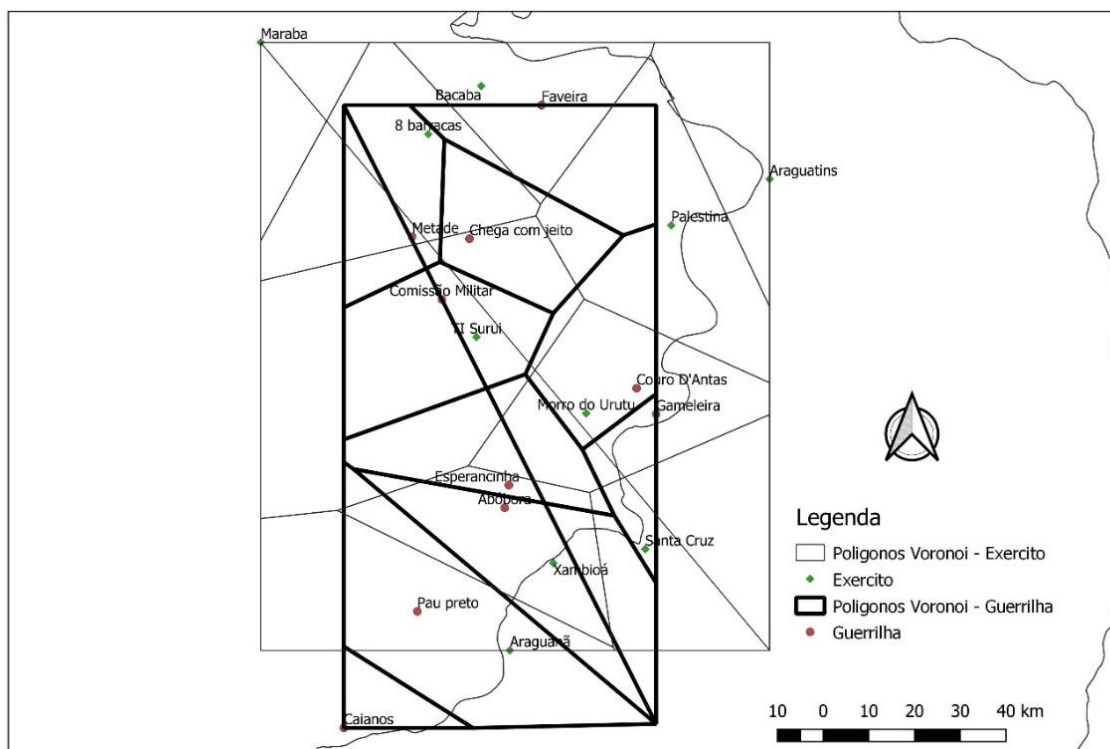 Maraba
Bacaba
Faveira
8 barracas
Araguatins
Palestina
Metade
Chega com jeito
Comissão Militar
TI Surui
Couro D'Antas
Morro do Urutu
Gameleira
Esperancinha
Abóbora
Santa Cruz
Xambioá
Pau preto
Araguanã
Caianos
Legenda
Poligonos Voronoi - Exercito
Exercito
Poligonos Voronoi - Guerrilha
Guerrilha
10 0 10 20 30 40 km